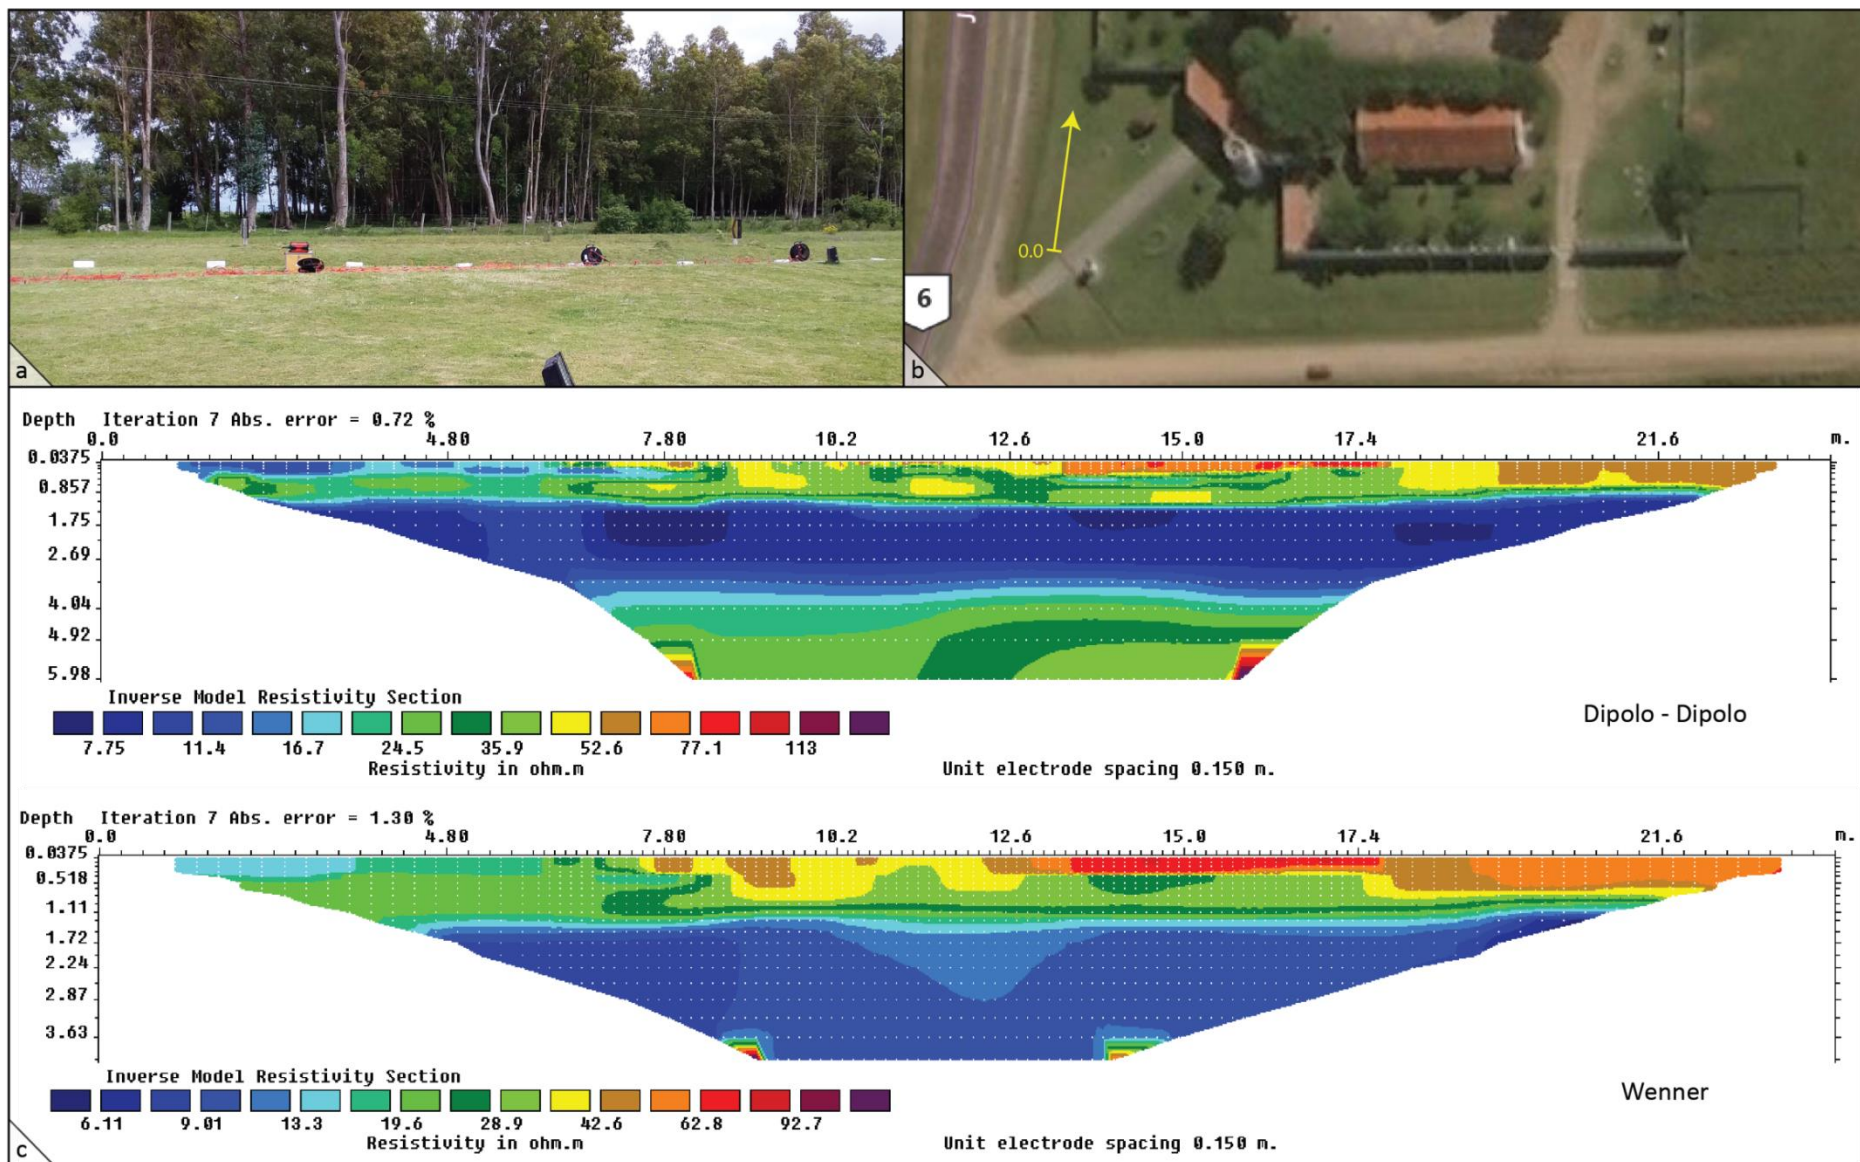 a
0.0
6
b
Depth Iteration 7 Abs. error = 0.72 %
0.0 4.80 7.80 10.2 12.6 15.0 17.4 21.6 m.
0.0375
0.857
1.75
2.69
4.04
4.92
5.98
Inverse Model Resistivity Section
7.75 11.4 16.7 24.5 35.9 52.6 77.1 113
Resistivity in ohm.m
Unit electrode spacing 0.150 m.
Dipolo - Dipolo
Depth Iteration 7 Abs. error = 1.30 %
0.0 4.80 7.80 10.2 12.6 15.0 17.4 21.6 m.
0.0375
0.518
1.11
1.72
2.24
2.87
3.63
Inverse Model Resistivity Section
6.11 9.01 13.3 19.6 28.9 42.6 62.8 92.7
Resistivity in ohm.m
Unit electrode spacing 0.150 m.
Wenner
c